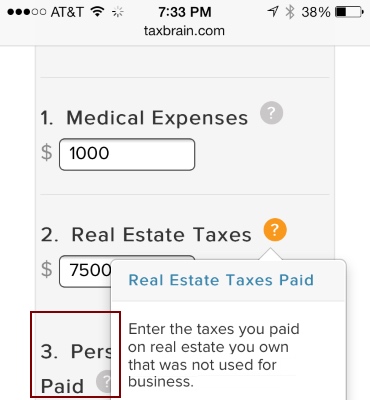 AT&T 7:33 PM 38%
taxbrain.com
1. Medical Expenses ?
$ 1000
2. Real Estate Taxes ?
$ 7500
Real Estate Taxes Paid
Enter the taxes you paid
on real estate you own
that was not used for
business.
3. Pers
Paid ?